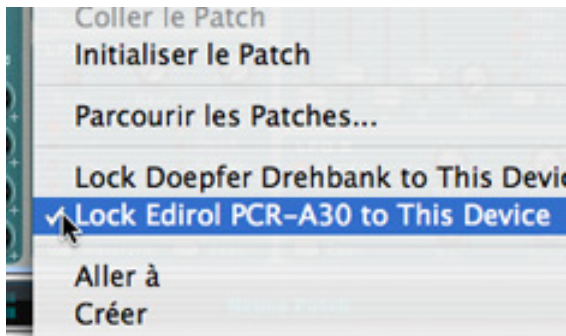 Coller le Patch
Initialiser le Patch
Parcourir les Patches...
Lock Doepfer Drehbank to This
Lock Edirol PCR-A30 to This Device
Aller à
Créer